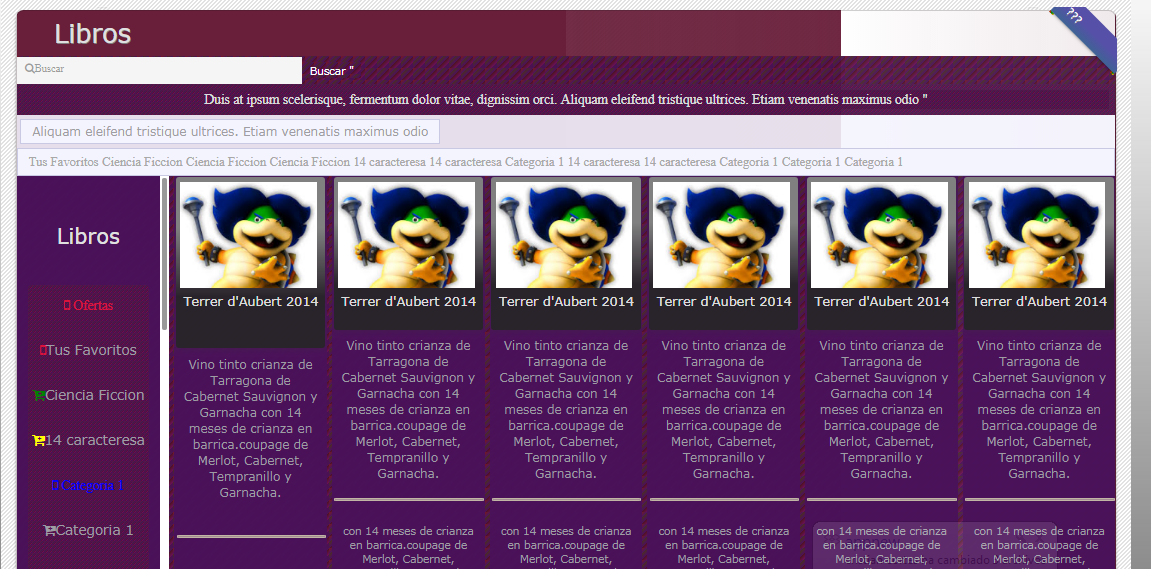 ???
Libros
Buscar
Buscar "
Duis at ipsum scelerisque, fermentum dolor vitae, dignissim orci. Aliquam eleifend tristique ultrices. Etiam venenatis maximus odio "
Aliquam eleifend tristique ultrices. Etiam venenatis maximus odio
Tus Favoritos Ciencia Ficcion Ciencia Ficcion Ciencia Ficcion 14 caracteresa 14 caracteresa Categoria 1 14 caracteresa 14 caracteresa Categoria 1 Categoria 1 Categoria 1
Libros
Ofertas
Tus Favoritos
Ciencia Ficcion
14 caracteresa
Categoria 1
Categoria 1
Terrer d'Aubert 2014
Vino tinto crianza de
Tarragona de
Cabernet Sauvignon y
Garnacha con 14
meses de crianza en
barrica.coupage de
Merlot, Cabernet,
Tempranillo y
Garnacha.
Terrer d'Aubert 2014
Vino tinto crianza de
Tarragona de
Cabernet Sauvignon y
Garnacha con 14
meses de crianza en
barrica.coupage de
Merlot, Cabernet,
Tempranillo y
Garnacha.
con 14 meses de crianza
en barrica.coupage de
Merlot, Cabernet,
Terrer d'Aubert 2014
Vino tinto crianza de
Tarragona de
Cabernet Sauvignon y
Garnacha con 14
meses de crianza en
barrica.coupage de
Merlot, Cabernet,
Tempranillo y
Garnacha.
con 14 meses de crianza
en barrica.coupage de
Merlot, Cabernet,
Terrer d'Aubert 2014
Vino tinto crianza de
Tarragona de
Cabernet Sauvignon y
Garnacha con 14
meses de crianza en
barrica.coupage de
Merlot, Cabernet,
Tempranillo y
Garnacha.
con 14 meses de crianza
en barrica.coupage de
Merlot, Cabernet,
Terrer d'Aubert 2014
Vino tinto crianza de
Tarragona de
Cabernet Sauvignon y
Garnacha con 14
meses de crianza en
barrica.coupage de
Merlot, Cabernet,
Tempranillo y
Garnacha.
con 14 meses de crianza
en barrica.coupage de
Merlot, Cabernet,
Terrer d'Aubert 2014
Vino tinto crianza de
Tarragona de
Cabernet Sauvignon y
Garnacha con 14
meses de crianza en
barrica.coupage de
Merlot, Cabernet,
Tempranillo y
Garnacha.
con 14 meses de crianza
en barrica.coupage de
Merlot, Cabernet,
cambiado